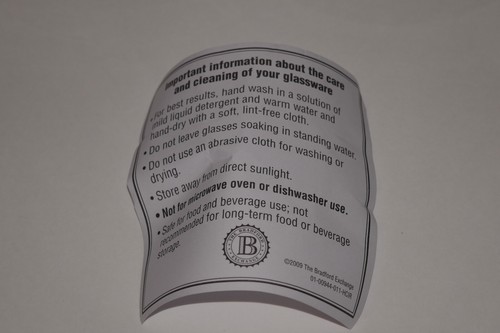 Important information about the care
and cleaning of your glassware
• For best results, hand wash in a solution of
mild liquid detergent and warm water and
hand-dry with a soft, lint-free cloth.
• Do not leave glasses soaking in standing water.
• Do not use an abrasive cloth for washing or
drying.
• Store away from direct sunlight.
• Not for microwave oven or dishwasher use.
• Safe for food and beverage use; not
recommended for long-term food or beverage
storage.
THE BRADFORD
B
EXCHANGE
©2009 The Bradford Exchange